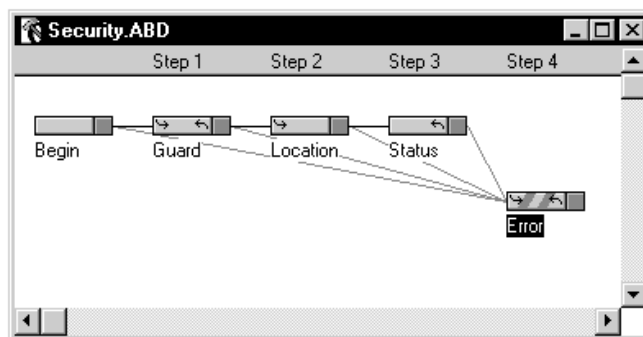 Security.ABD
Step 1 Step 2 Step 3 Step 4
Begin Guard Location Status
Error